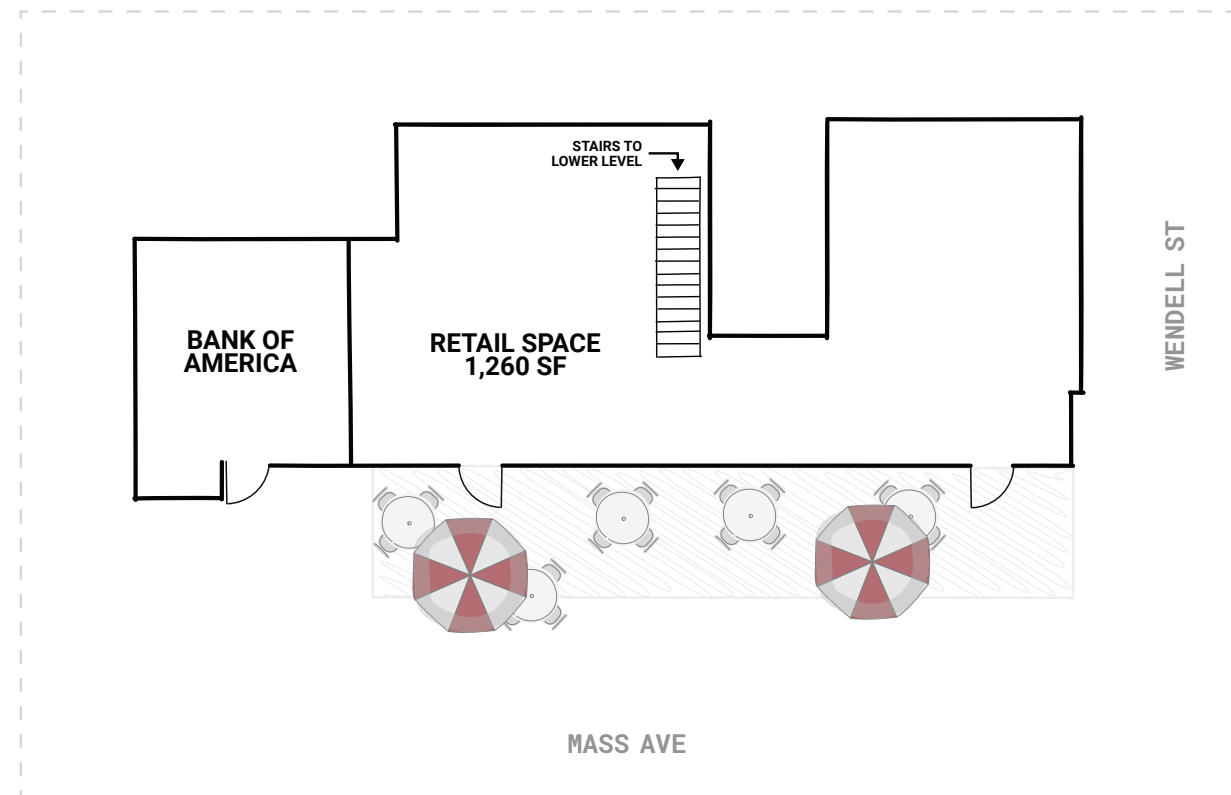 STAIRS TO
LOWER LEVEL
BANK OF
AMERICA
RETAIL SPACE
1,260 SF
WENDELL ST
MASS AVE